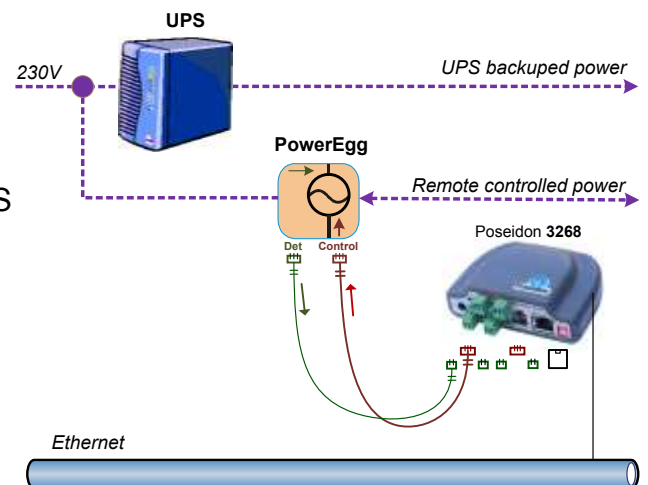 UPS
230V
UPS backuped power
PowerEgg
S
Remote controlled power
Poseidon 3268
Det
Control
Ethernet